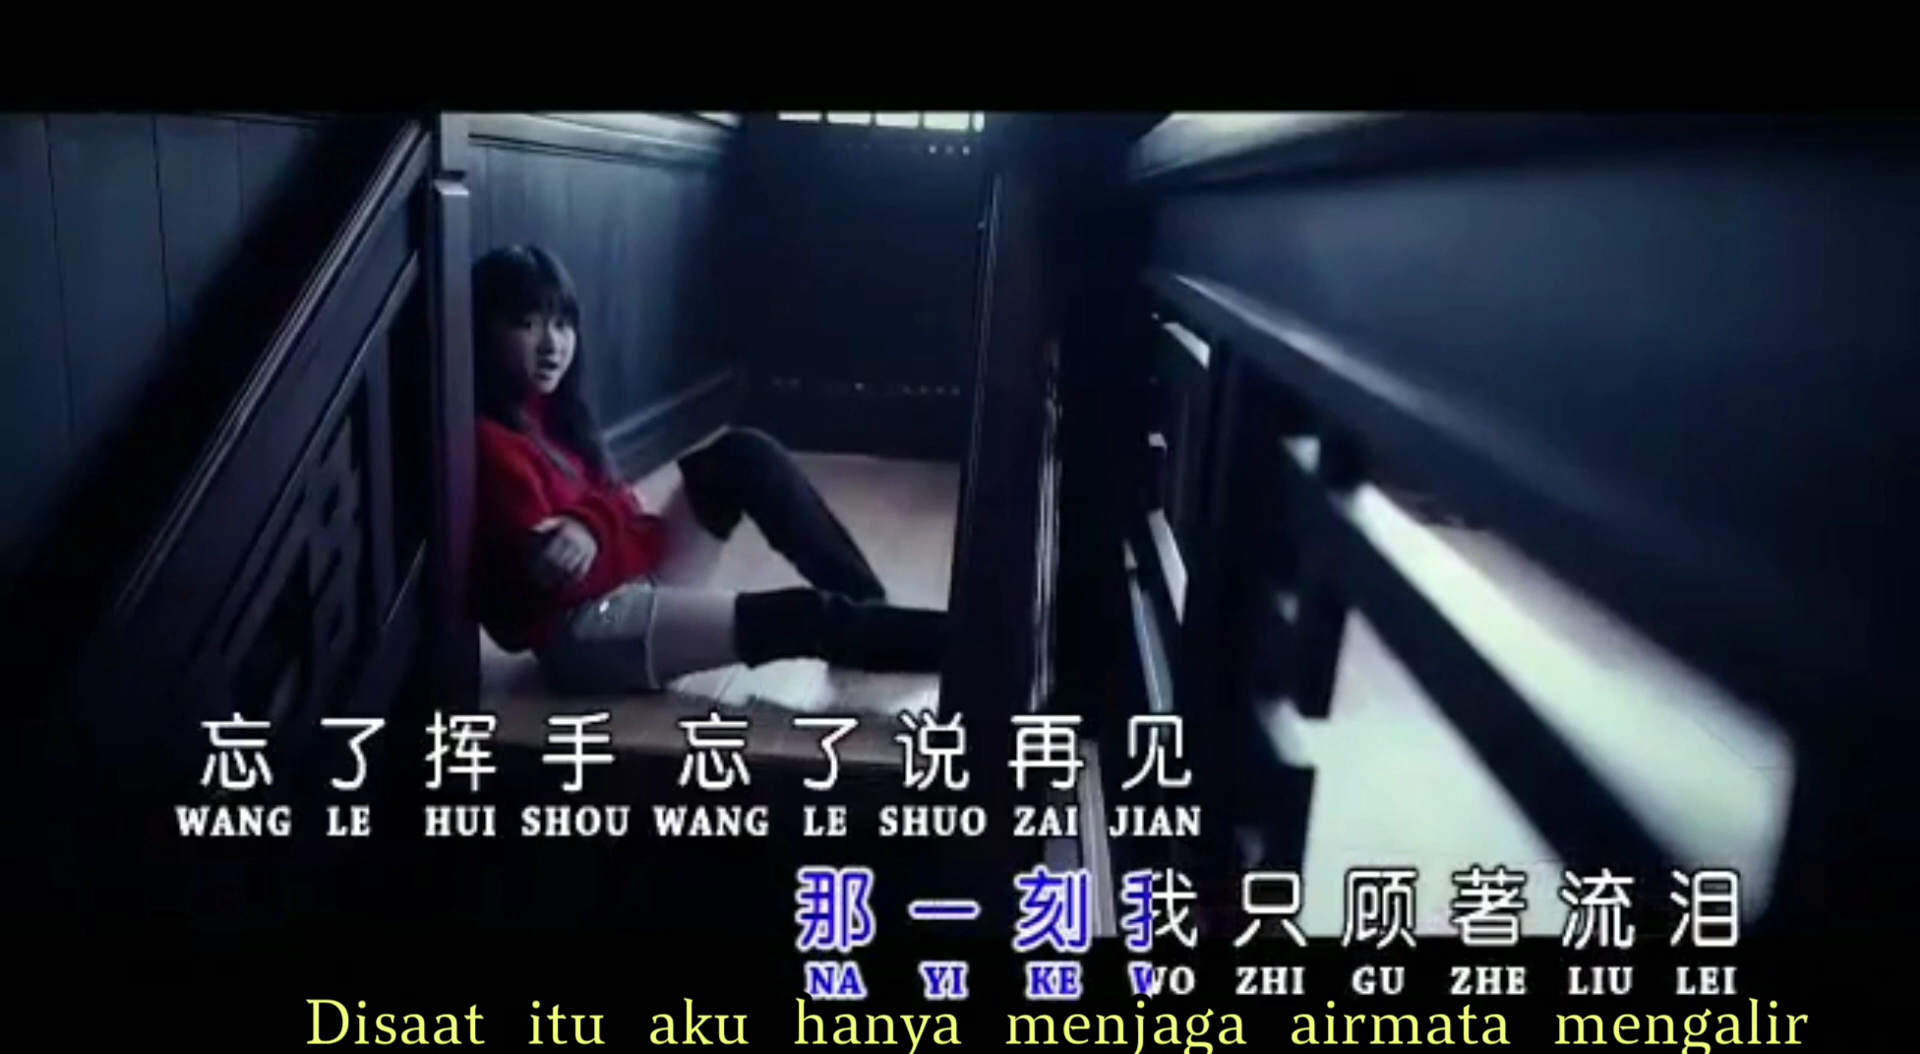 忘了挥手 忘了说再见
WANG LE HUI SHOU WANG LE SHUO ZAI JIAN
那一刻我只顾著流泪
NA YI KE WO ZHI GU ZHE LIU LEI
Disaat itu aku hanya menjaga airmata mengalir